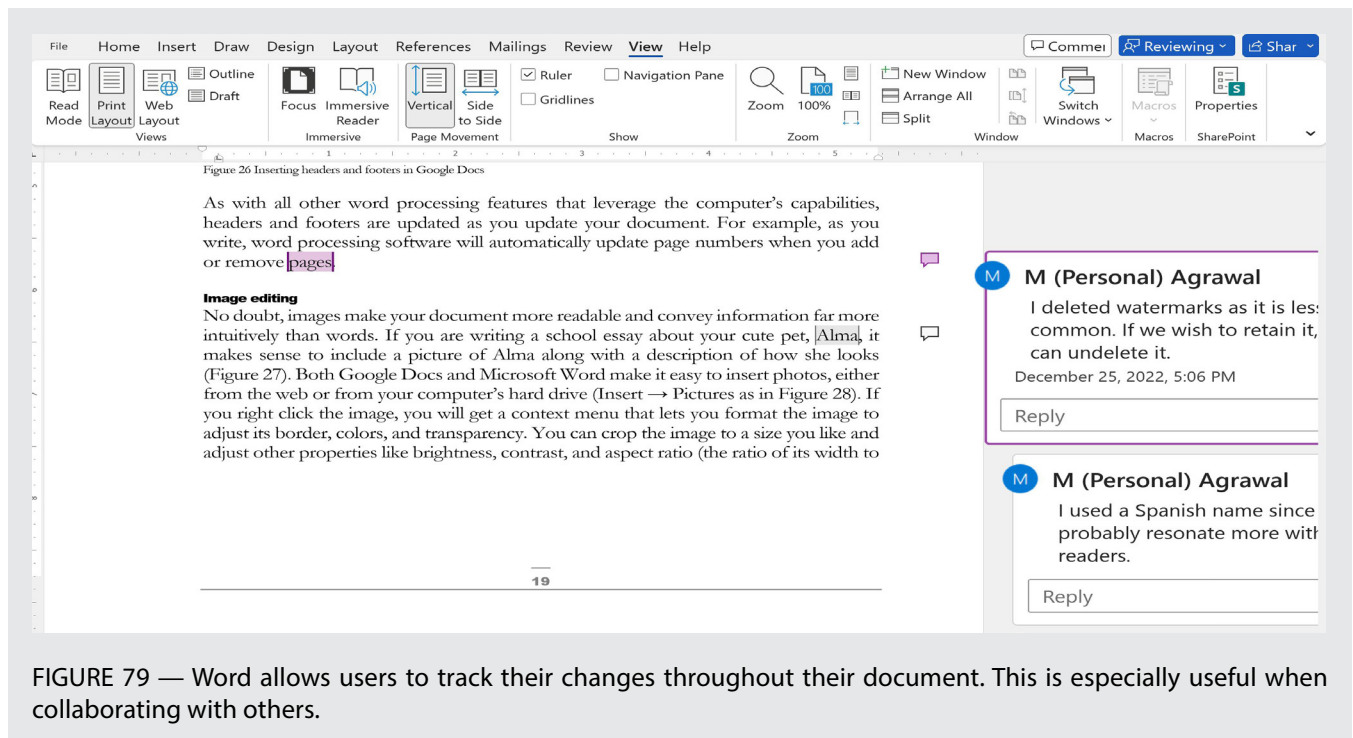 File Home Insert Draw Design Layout References Mailings Review View Help Reviewing
Read Mode Print Layout Web Layout Outline Draft Views
Focus Immersive Reader Immersive
Vertical Side to Side Page Movement
Ruler Gridlines Navigation Pane Show
Zoom 100 100% Zoom
New Window Arrange All Split Switch Windows Window
Macros Macros
S Properties SharePoint
1 2 3 4 5
Figure 26 Inserting headers and footers in Google Docs
As with all other word processing features that leverage the computer’s capabilities,
headers and footers are updated as you update your document. For example, as you
write, word processing software will automatically update page numbers when you add
or remove pages.
Image editing
No doubt, images make your document more readable and convey information far more
intuitively than words. If you are writing a school essay about your cute pet, Alma, it
makes sense to include a picture of Alma along with a description of how she looks
(Figure 27). Both Google Docs and Microsoft Word make it easy to insert photos, either
from the web or from your computer’s hard drive (Insert → Pictures as in Figure 28). If
you right click the image, you will get a context menu that lets you format the image to
adjust its border, colors, and transparency. You can crop the image to a size you like and
adjust other properties like brightness, contrast, and aspect ratio (the ratio of its width to
19
M
M (Personal) Agrawal
I deleted watermarks as it is
common. If we wish to retain it,
can undelete it.
December 25, 2022, 5:06 PM
Reply
M
M (Personal) Agrawal
I used a Spanish name since
probably resonate more
readers.
Reply
FIGURE 79 — Word allows users to track their changes throughout their document. This is especially useful when
collaborating with others.